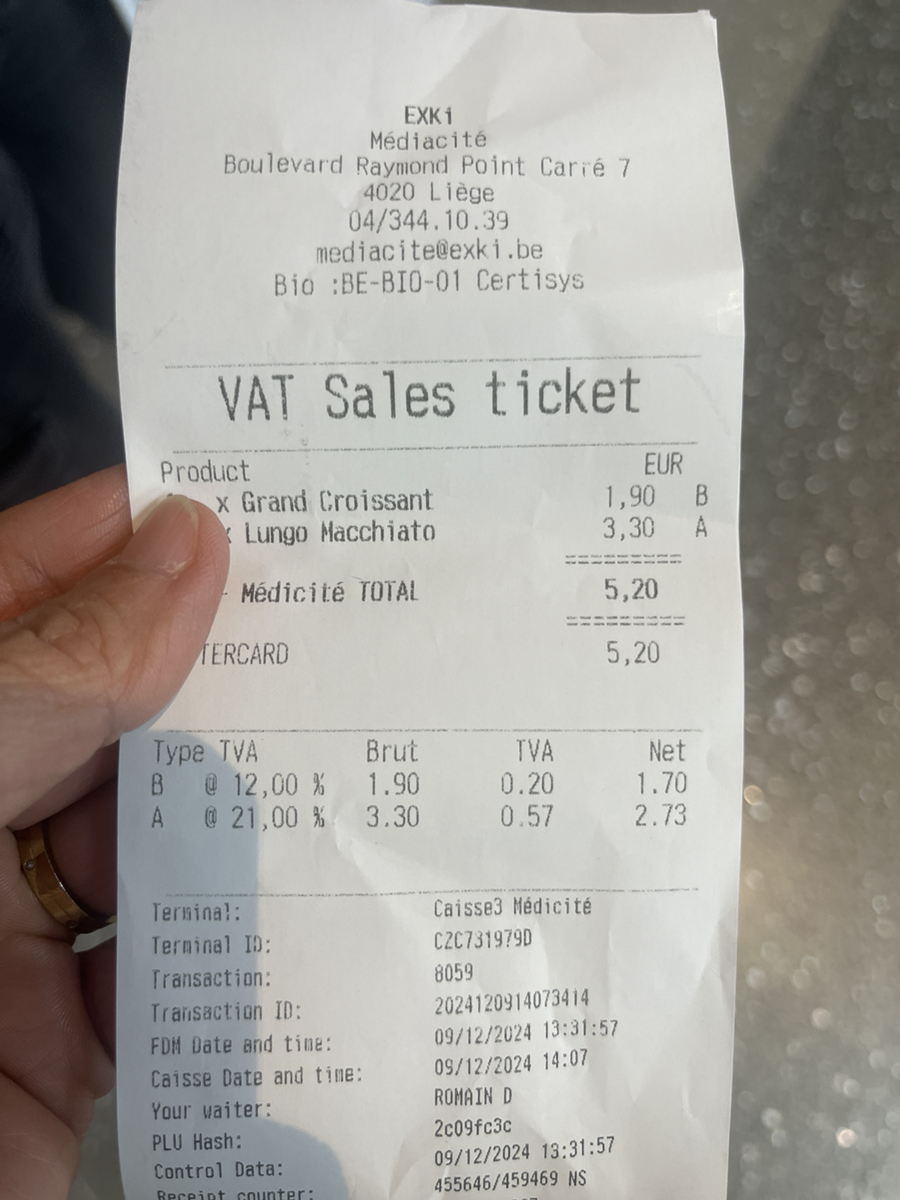 EXKi
Médiacité
Boulevard Raymond Point Carré 7
4020 Liège
04/344.10.39
mediacite@exki.be
Bio :BE-BIO-01 Certisys
VAT Sales ticket
Product EUR
x Grand Croissant 1,90 B
x Lungo Macchiato 3,30 A
Médicité TOTAL 5,20
TERCARD 5,20
Type TVA Brut TVA Net
B @ 12,00 % 1.90 0.20 1.70
A @ 21,00 % 3.30 0.57 2.73
Terminal: Caisse3 Médicité
Terminal ID: CZC731979D
Transaction: 8059
Transaction ID: 2024120914073414
FDM Date and time: 09/12/2024 13:31:57
Caisse Date and time: 09/12/2024 14:07
Your waiter: ROMAIN D
PLU Hash: 2c09fc3c
Control Data: 09/12/2024 13:31:57
Receipt counter: 455646/459469 NS